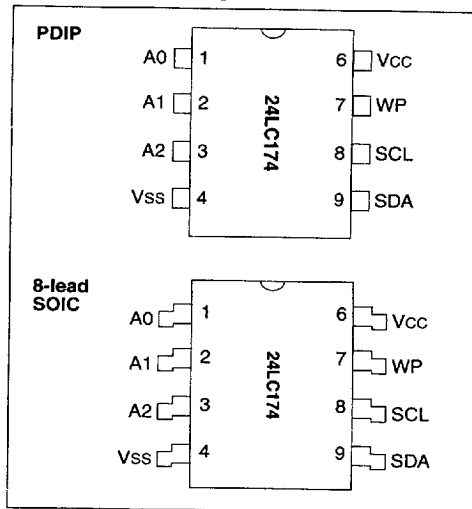 PDIP
A0 1 6 Vcc
A1 2 7 WP
A2 3 8 SCL
Vss 4 9 SDA
24LC174
8-lead
SOIC
A0 1 6 Vcc
A1 2 7 WP
A2 3 8 SCL
Vss 4 9 SDA
24LC174